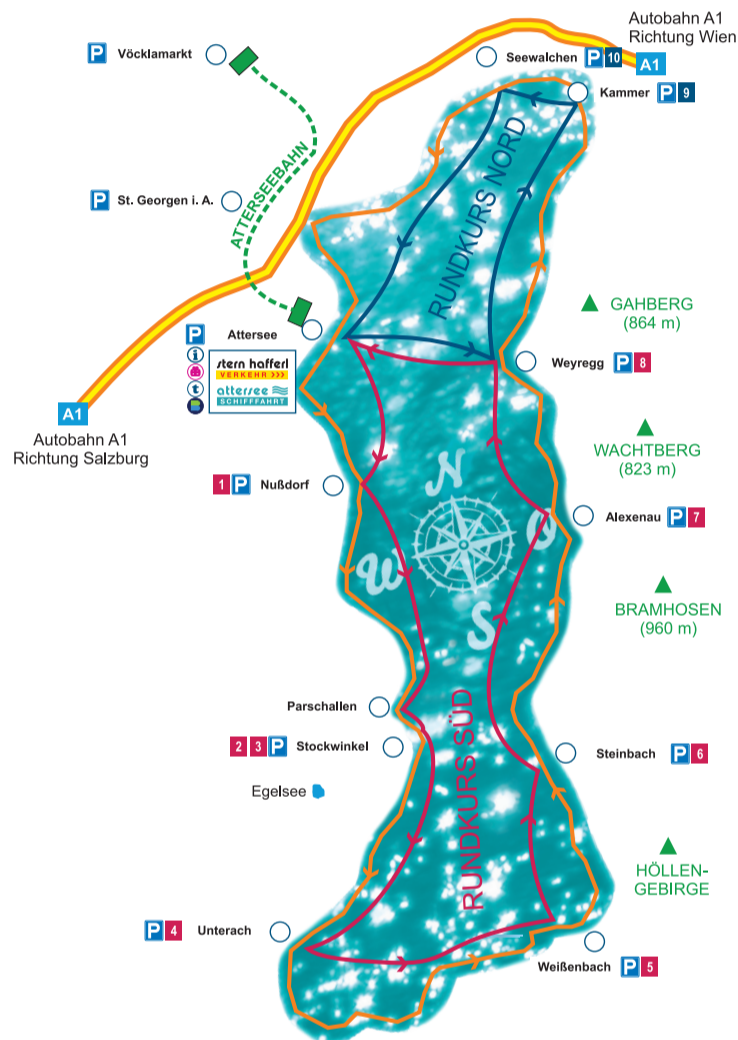 Autobahn A1
Richtung Wien
A1
P Vöcklamarkt
Seewalchen P 10
Kammer P 9
RUNDKURS NORD
ATTERSEEBAHN
P St. Georgen i. A.
GAHBERG
(864 m)
P Attersee
i
t
stern hafferl
VERKEHR >>>
attersee
SCHIFFFAHRT
Weyregg P 8
A1
Autobahn A1
Richtung Salzburg
WACHTBERG
(823 m)
1 P Nußdorf
N
O
S
W
Alexenau P 7
BRAMHOSEN
(960 m)
Parschallen
2 3 P Stockwinkel
Steinbach P 6
RUNDKURS SÜD
Egelsee
HÖLLEN-
GEBIRGE
P 4 Unterach
Weißenbach P 5